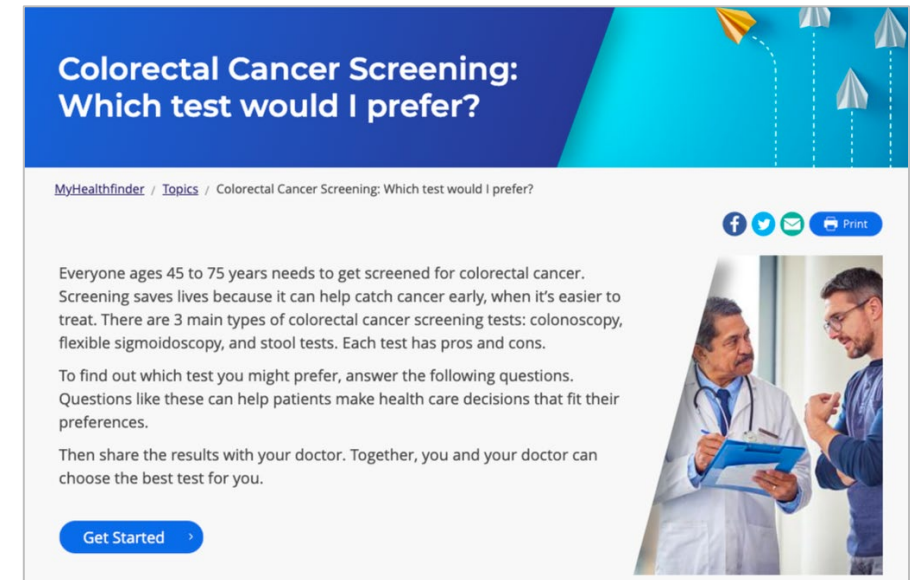 Colorectal Cancer Screening:
Which test would I prefer?
MyHealthfinder / Topics / Colorectal Cancer Screening: Which test would I prefer?
Print
Everyone ages 45 to 75 years needs to get screened for colorectal cancer.
Screening saves lives because it can help catch cancer early, when it's easier to
treat. There are 3 main types of colorectal cancer screening tests: colonoscopy,
flexible sigmoidoscopy, and stool tests. Each test has pros and cons.
To find out which test you might prefer, answer the following questions.
Questions like these can help patients make health care decisions that fit their
preferences.
Then share the results with your doctor. Together, you and your doctor can
choose the best test for you.
Get Started